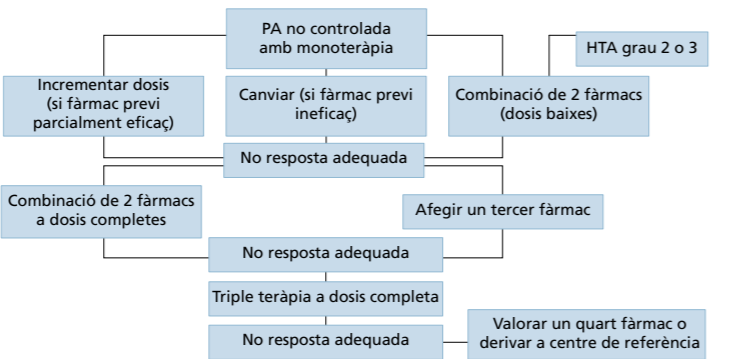 PA no controlada
amb monoteràpia
HTA grau 2 o 3
Incrementar dosis
(si fàrmac previ
parcialment eficaç)
Canviar (si fàrmac previ
ineficaç)
Combinació de 2 fàrmacs
(dosis baixes)
No resposta adequada
Combinació de 2 fàrmacs
a dosis completes
Afegir un tercer fàrmac
No resposta adequada
Triple teràpia a dosis completa
No resposta adequada
Valorar un quart fàrmac o
derivar a centre de referència